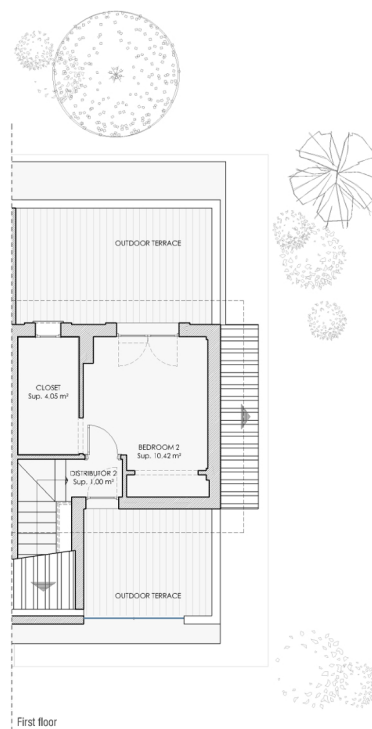 OUTDOOR TERRACE
CLOSET
Sup. 4.05 m²
BEDROOM 2
Sup. 10.42 m²
DISTRIBUTOR 2
Sup. 1.00 m²
OUTDOOR TERRACE
First floor